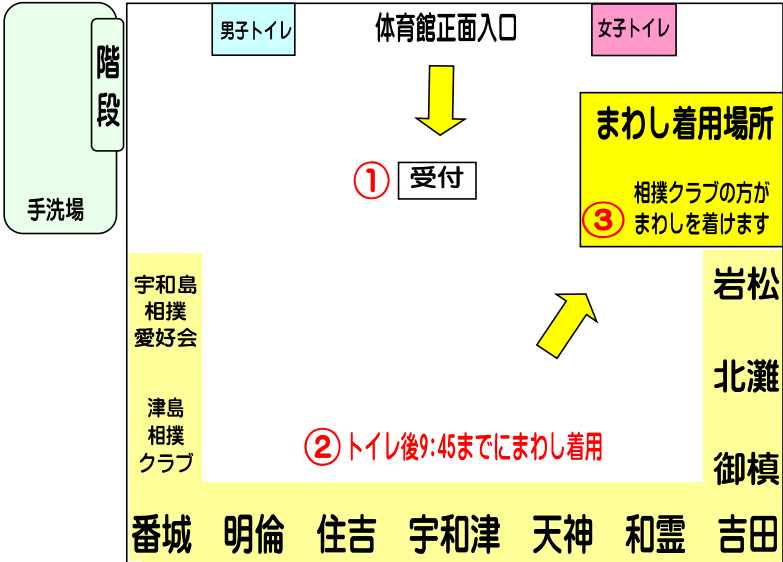 階段
手洗場
男子トイレ
体育館正面入口
女子トイレ
① 受付
まわし着用場所
相撲クラブの方が
③ まわしを着けます
宇和島
相撲
愛好会
津島
相撲
クラブ
岩松
北灘
御槙
② トイレ後9:45までにまわし着用
番城 明倫 住吉 宇和津 天神 和霊 吉田